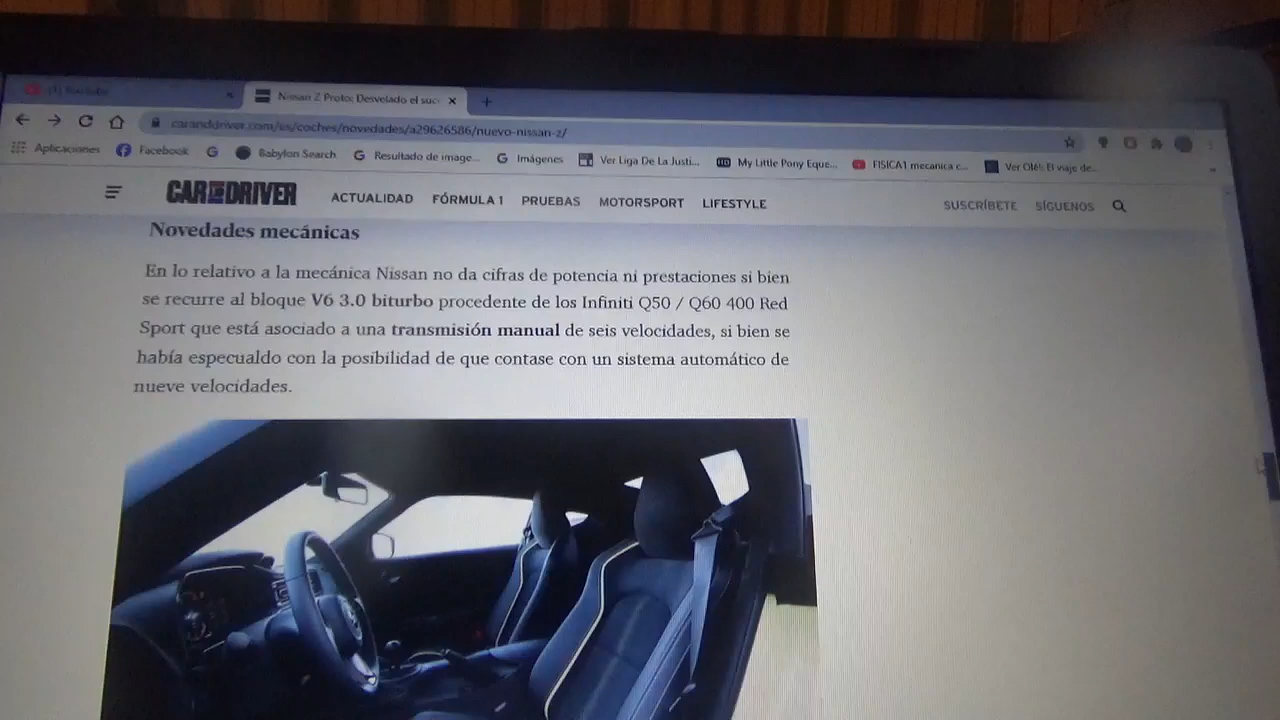 (1) YouTube
Nissan Z Proto: Desvelado el suc
caranddriver.com/es/coches/novedades/a29626586/nuevo-nissan-z/
Aplicaciones Facebook Babylon Search Resultado de image... Imágenes Ver Liga De La Justi... My Little Pony Eque... FISICA1 mecanica c... Ver Olé!: El viaje de...
CAR AND DRIVER ACTUALIDAD FÓRMULA 1 PRUEBAS MOTORSPORT LIFESTYLE SUSCRÍBETE SÍGUENOS
Novedades mecánicas
En lo relativo a la mecánica Nissan no da cifras de potencia ni prestaciones si bien
se recurre al bloque V6 3.0 biturbo procedente de los Infiniti Q50 / Q60 400 Red
Sport que está asociado a una transmisión manual de seis velocidades, si bien se
había especualdo con la posibilidad de que contase con un sistema automático de
nueve velocidades.